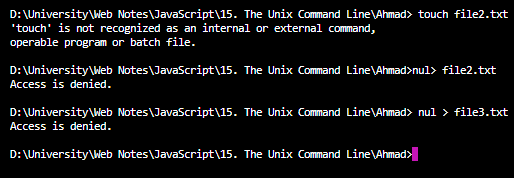 D:\University\Web Notes\JavaScript\15. The Unix Command Line\Ahmad> touch file2.txt
'touch' is not recognized as an internal or external command,
operable program or batch file.
D:\University\Web Notes\JavaScript\15. The Unix Command Line\Ahmad>nul> file2.txt
Access is denied.
D:\University\Web Notes\JavaScript\15. The Unix Command Line\Ahmad> nul > file3.txt
Access is denied.
D:\University\Web Notes\JavaScript\15. The Unix Command Line\Ahmad>